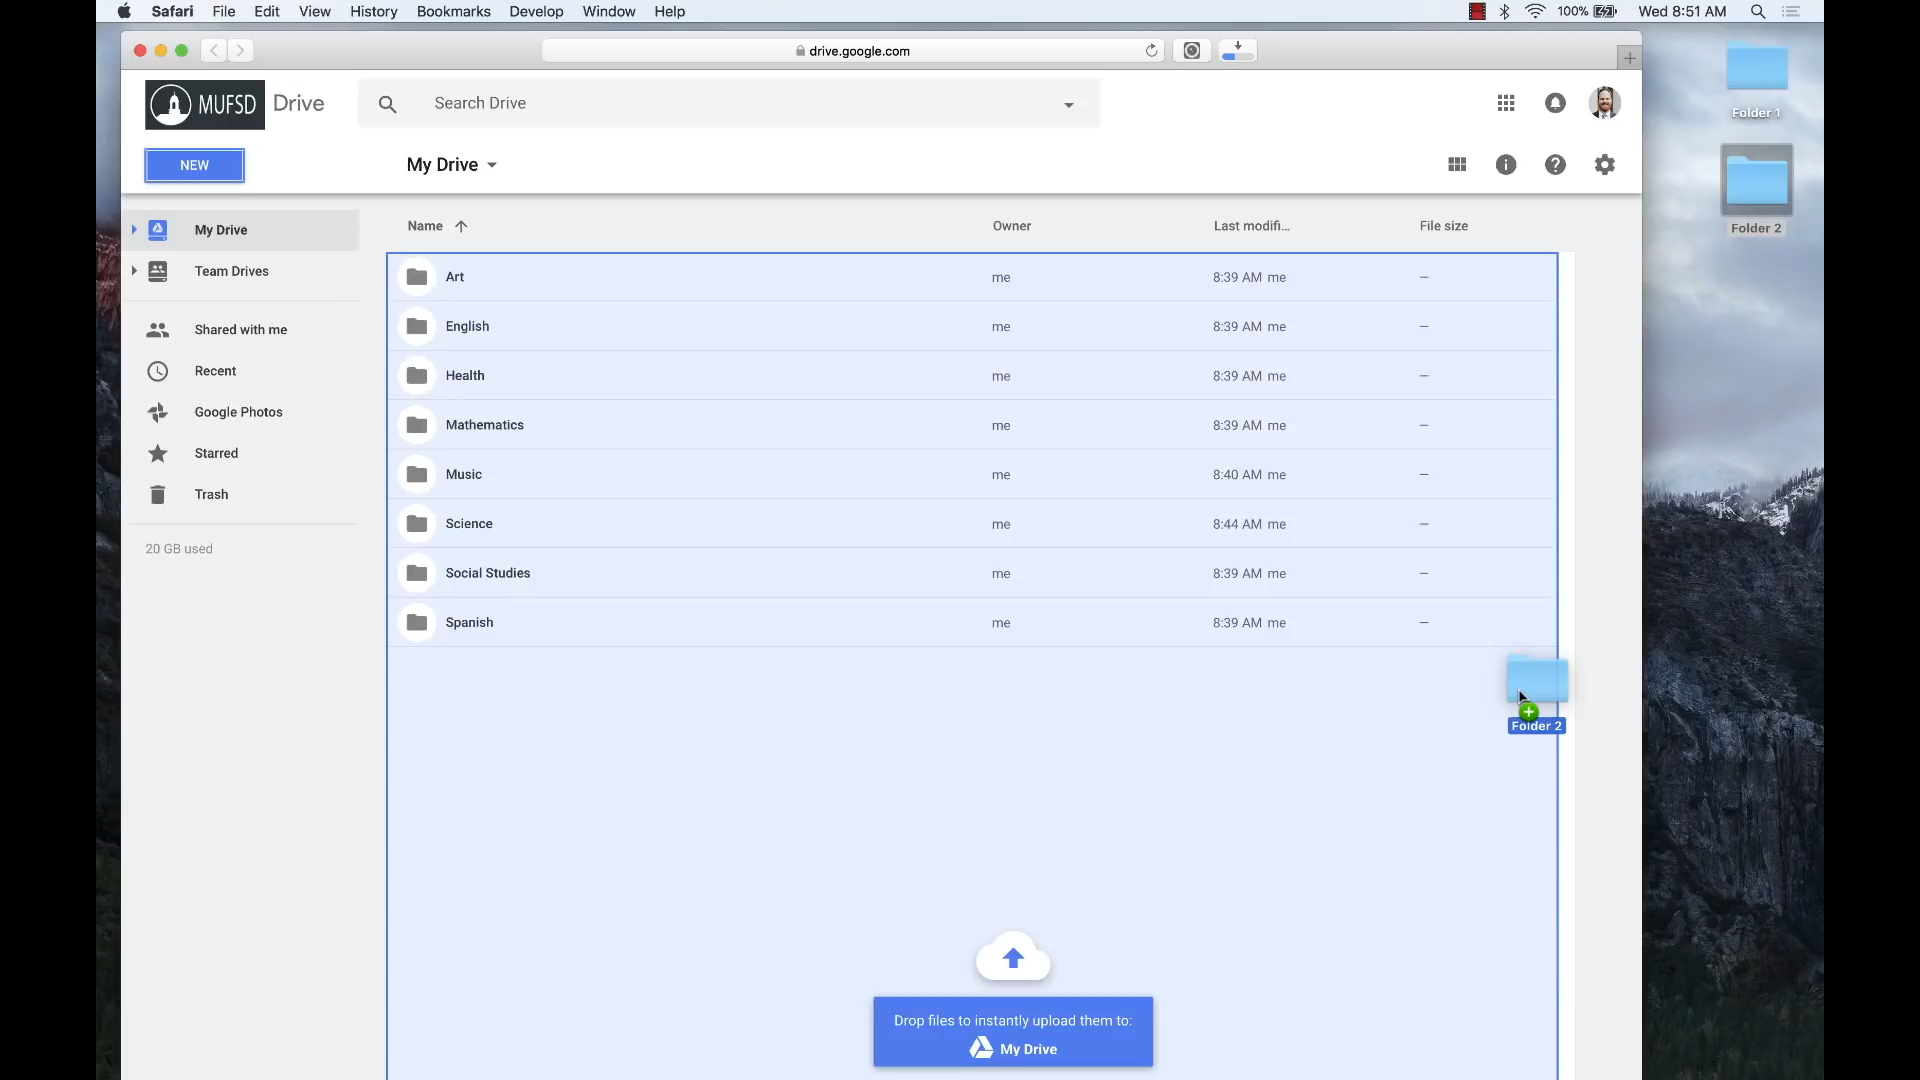 Safari File Edit View History Bookmarks Develop Window Help 100% Wed 8:51 AM
drive.google.com
MUFSD Drive
Search Drive
NEW
My Drive
Folder 1
Folder 2
My Drive
Team Drives
Shared with me
Recent
Google Photos
Starred
Trash
20 GB used
Name Owner Last modifi... File size
Art me 8:39 AM me —
English me 8:39 AM me —
Health me 8:39 AM me —
Mathematics me 8:39 AM me —
Music me 8:40 AM me —
Science me 8:44 AM me —
Social Studies me 8:39 AM me —
Spanish me 8:39 AM me —
Folder 2
Drop files to instantly upload them to:
My Drive